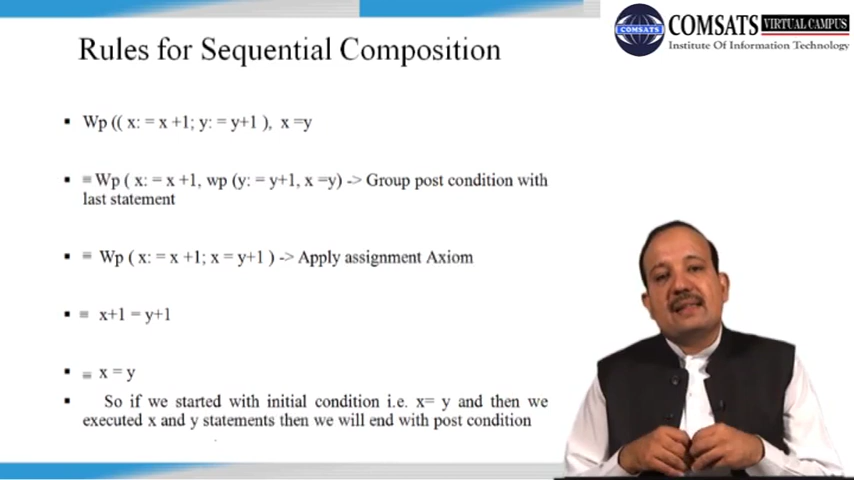 COMSATS
COMSATS VIRTUAL CAMPUS
Institute Of Information Technology
Rules for Sequential Composition
▪ Wp (( x: = x +1; y: = y+1 ), x =y
▪ ≡ Wp ( x: = x +1, wp (y: = y+1, x =y) -> Group post condition with
last statement
▪ ≡ Wp ( x: = x +1; x = y+1 ) -> Apply assignment Axiom
▪ ≡ x+1 = y+1
▪ ≡ x = y
▪ So if we started with initial condition i.e. x= y and then we
executed x and y statements then we will end with post condition